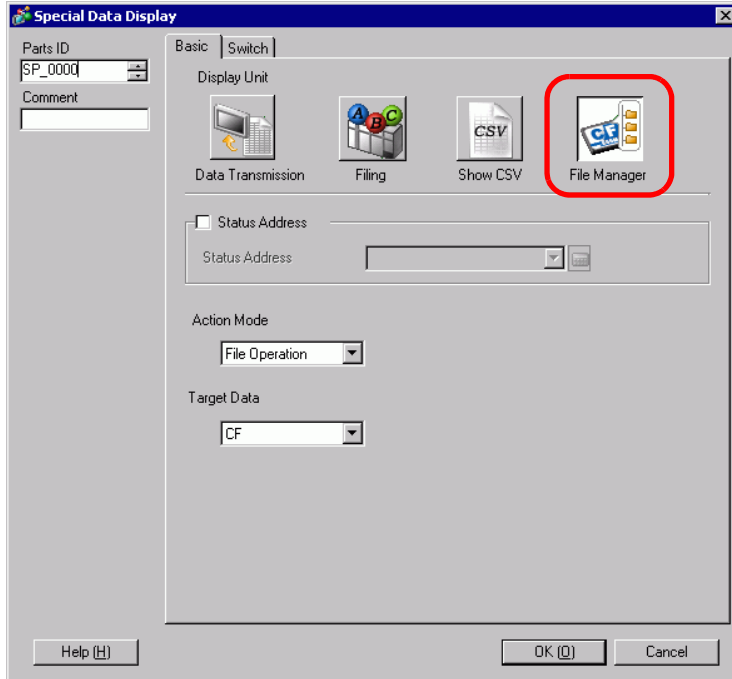 Special Data Display
Parts ID
SP_0000
Comment
Basic
Switch
Display Unit
Data Transmission
A B C
Filing
CSV
Show CSV
CF
File Manager
Status Address
Status Address
Action Mode
File Operation
Target Data
CF
Help (H)
OK (O)
Cancel